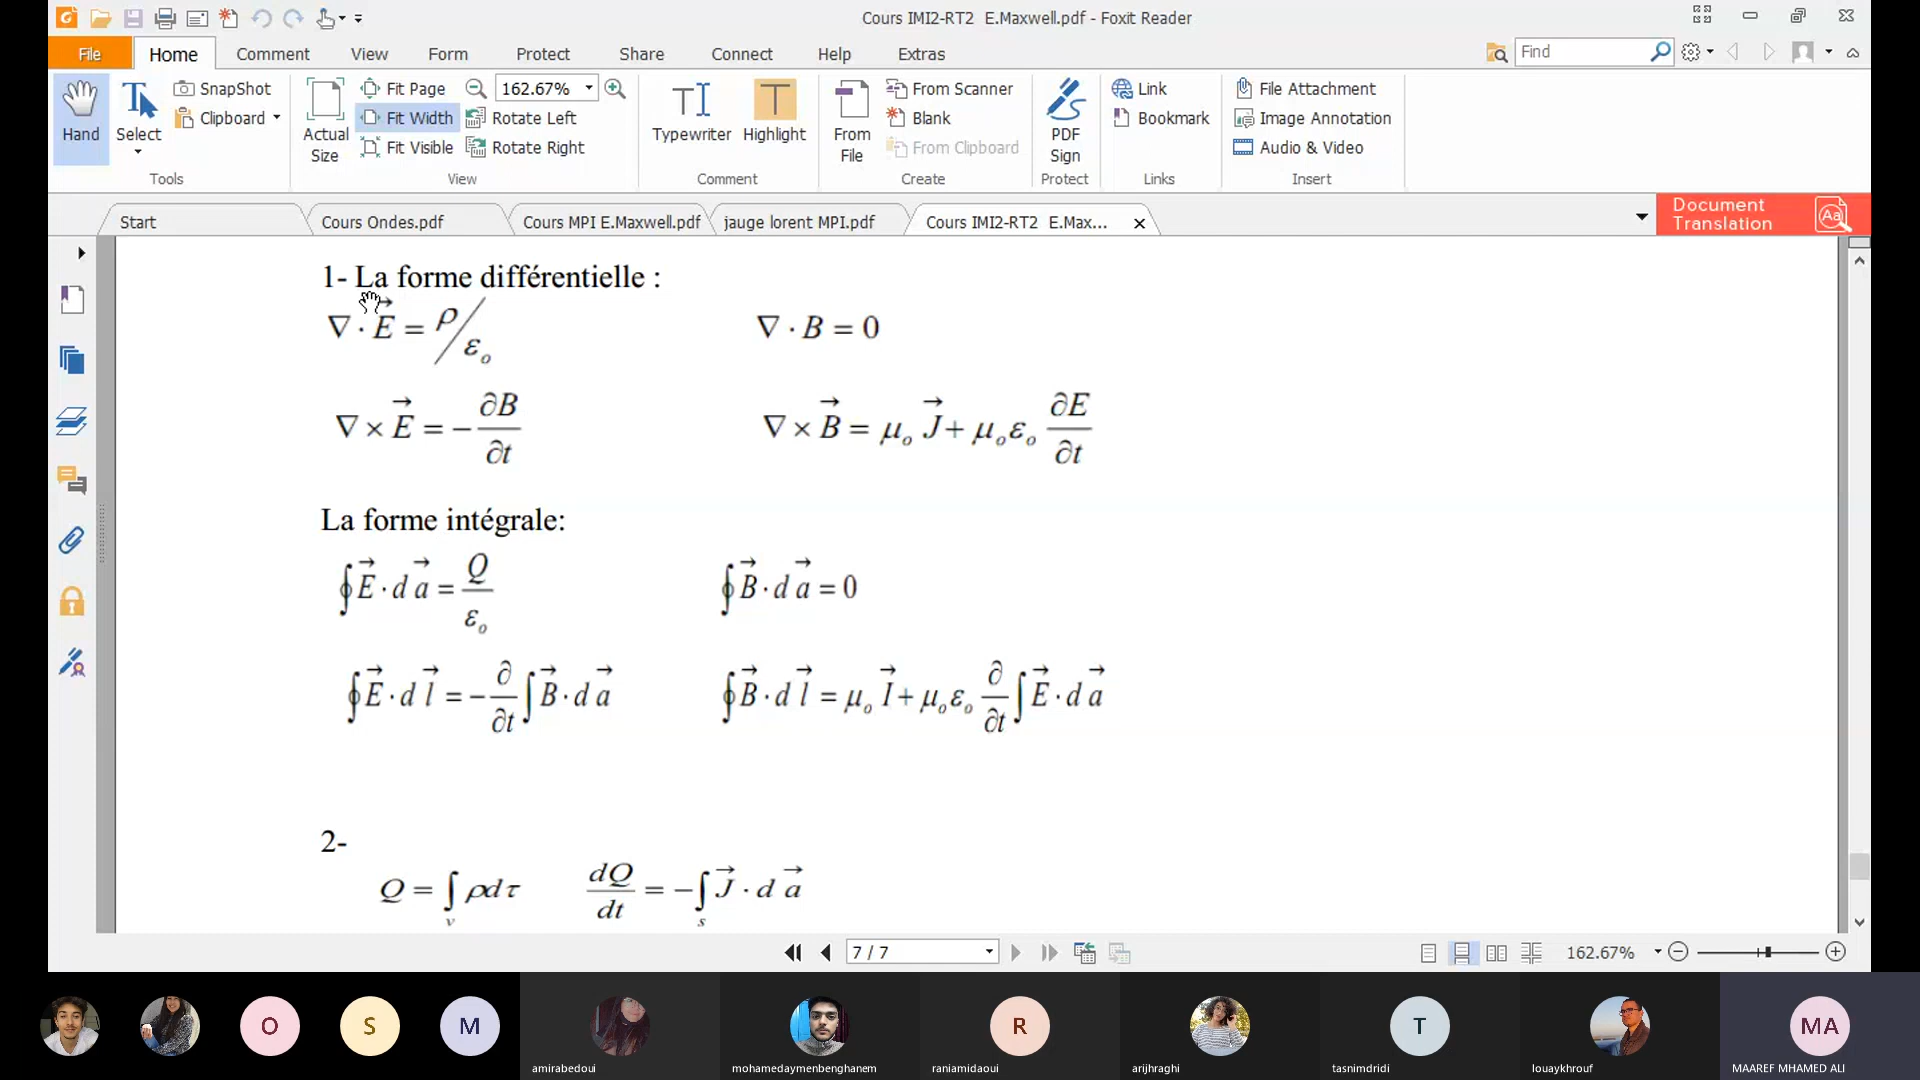 Cours IMI2-RT2 E.Maxwell.pdf - Foxit Reader
File Home Comment View Form Protect Share Connect Help Extras Find
Hand
Select
SnapShot
Clipboard
Tools
Actual Size
Fit Page
Fit Width
Fit Visible
162.67%
Rotate Left
Rotate Right
View
Typewriter
Highlight
Comment
From File
From Scanner
Blank
From Clipboard
Create
PDF Sign
Protect
Link
Bookmark
Links
File Attachment
Image Annotation
Audio & Video
Insert
Start
Cours Ondes.pdf
Cours MPI E.Maxwell.pdf
jauge lorent MPI.pdf
Cours IMI2-RT2 E.Max...
Document
Translation
Aa
1- La forme différentielle :
∇ · E⃗ = ρ/ε₀ ∇ · B = 0
∇ × E⃗ = − ∂B/∂t ∇ × B⃗ = μ₀ J⃗ + μ₀ε₀ ∂E/∂t
La forme intégrale:
∮ E⃗ · d a⃗ = Q/ε₀ ∮ B⃗ · d a⃗ = 0
∮ E⃗ · d l⃗ = − ∂/∂t ∫ B⃗ · d a⃗ ∮ B⃗ · d l⃗ = μ₀ I⃗ + μ₀ε₀ ∂/∂t ∫ E⃗ · d a⃗
2-
Q = ∫ᵥ ρdτ dQ/dt = −∫ₛ J⃗ · d a⃗
7 / 7
162.67%
O S M R T MA
amirabedoui
mohamedaymenbenghanem
raniamidaoui
arijhraghi
tasnimdridi
louaykhrouf
MAAREF MHAMED ALI